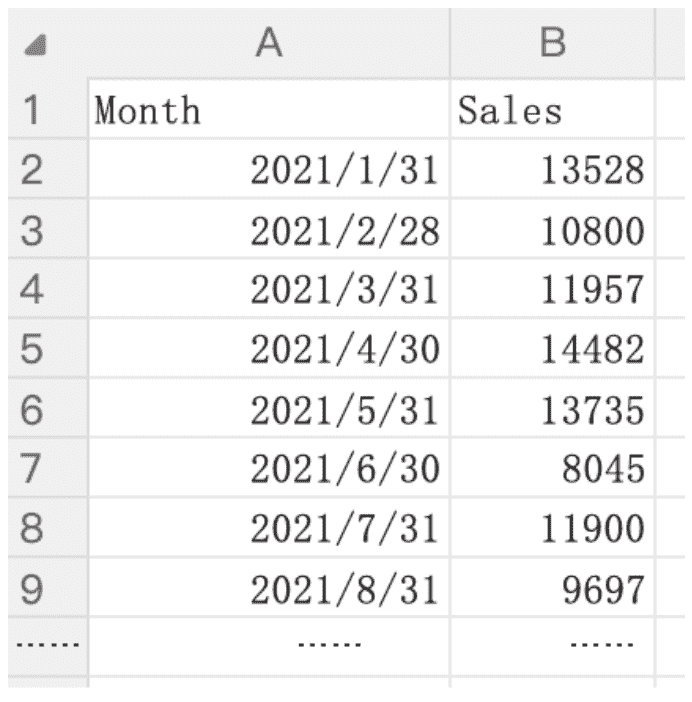 A B
1 Month Sales
2 2021/1/31 13528
3 2021/2/28 10800
4 2021/3/31 11957
5 2021/4/30 14482
6 2021/5/31 13735
7 2021/6/30 8045
8 2021/7/31 11900
9 2021/8/31 9697
...... ...... ......